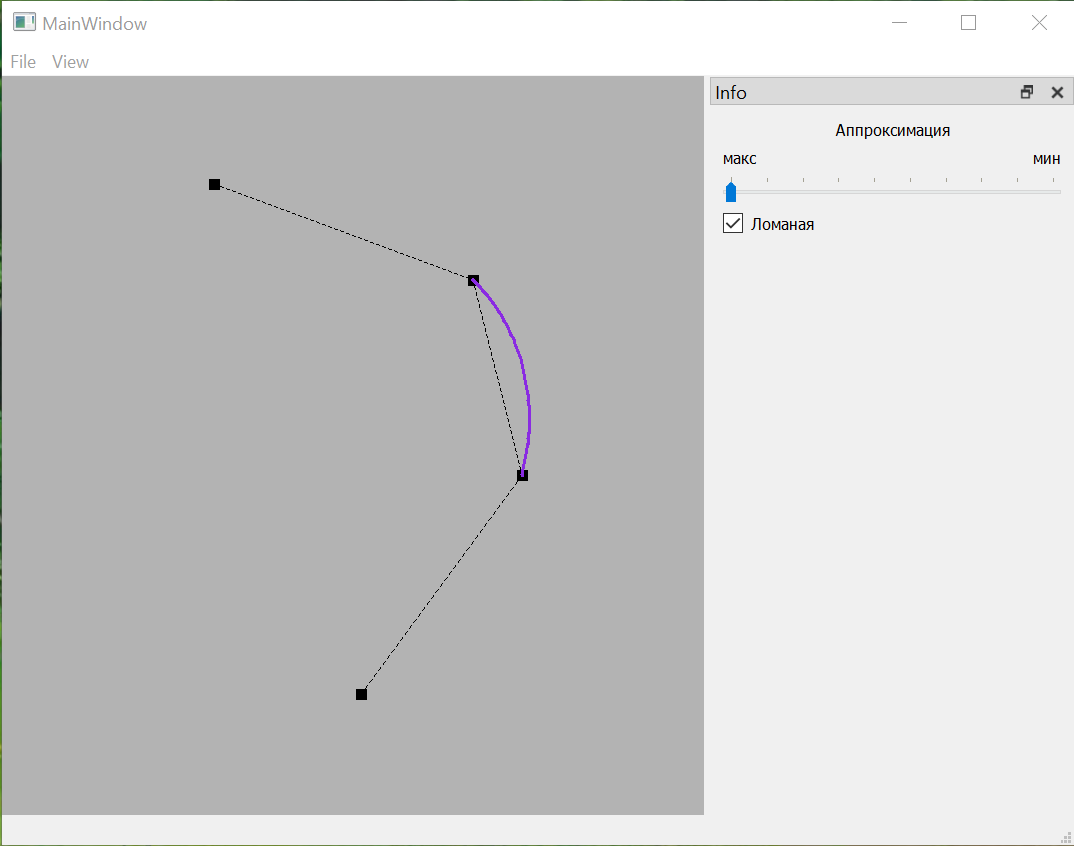 MainWindow
File View
Info
Аппроксимация
макс мин
Ломаная